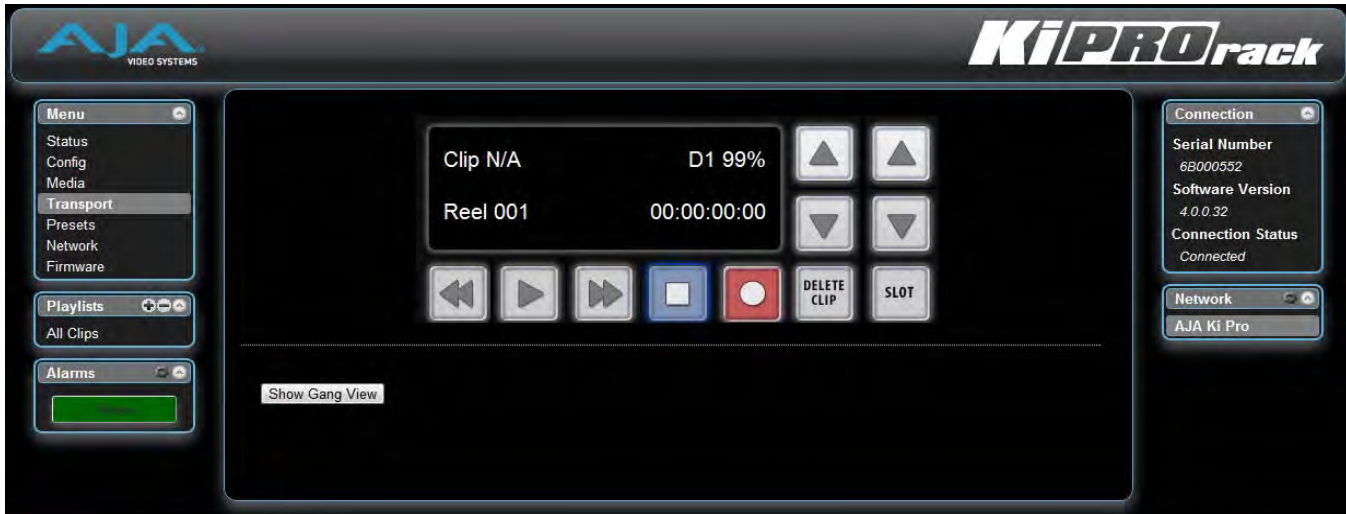 AJA
VIDEO SYSTEMS
KiPRO rack
Menu
Status
Config
Media
Transport
Presets
Network
Firmware
Playlists
All Clips
Alarms
Clip N/A D1 99%
Reel 001 00:00:00:00
DELETE
CLIP
SLOT
Show Gang View
Connection
Serial Number
6B000552
Software Version
4.0.0.32
Connection Status
Connected
Network
AJA Ki Pro